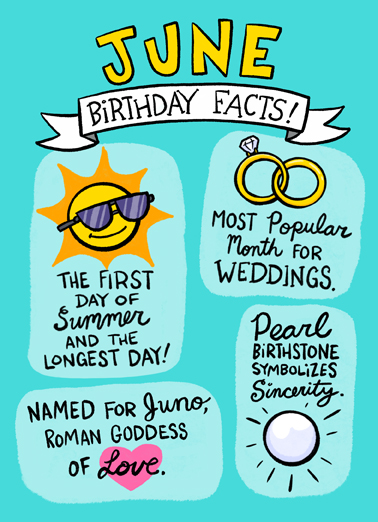 JUNE
BIRTHDAY FACTS!
THE FIRST
DAY OF
Summer
AND THE
LONGEST DAY!
MOST Popular
Month FOR
WEDDINGS.
Pearl
BIRTHSTONE
SYMBOLIZES
Sincerity.
NAMED FOR Juno,
ROMAN GODDESS
OF Love.